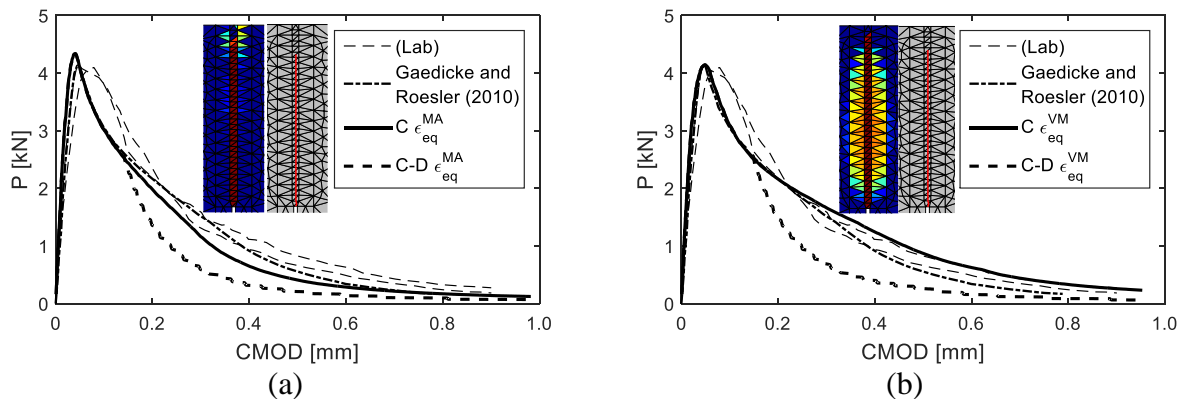 5
4
3
2
1
0
P [kN]
0
0.2
0.4
0.6
0.8
1.0
CMOD [mm]
(Lab)
Gaedicke and
Roesler (2010)
C ϵ_eq^MA
C-D ϵ_eq^MA
(a)
5
4
3
2
1
0
P [kN]
0
0.2
0.4
0.6
0.8
1.0
CMOD [mm]
(Lab)
Gaedicke and
Roesler (2010)
C ϵ_eq^VM
C-D ϵ_eq^VM
(b)